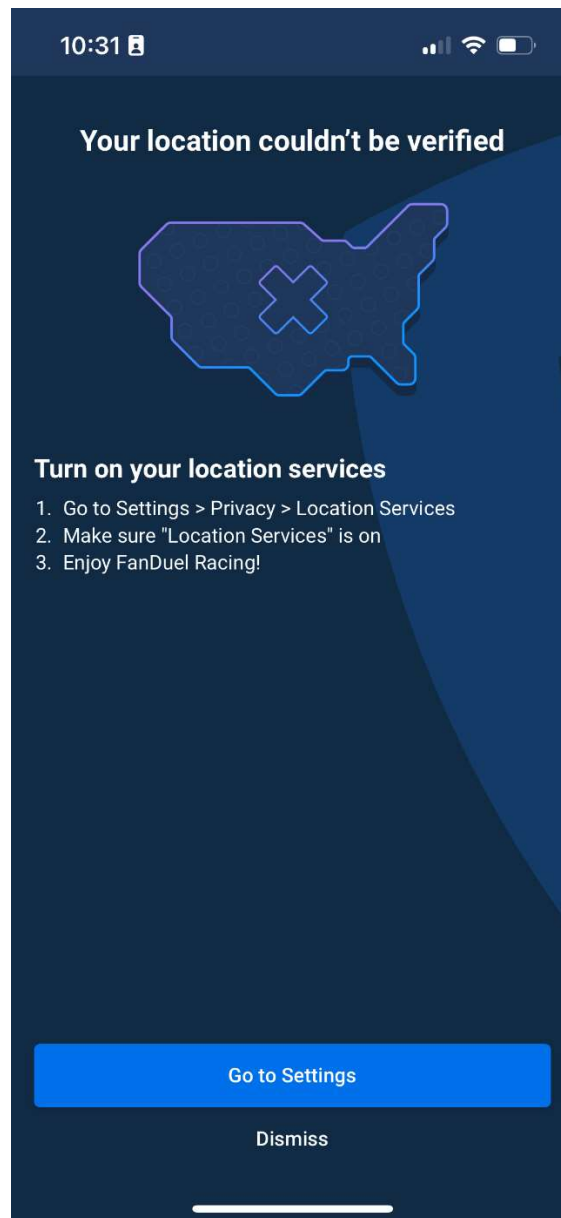 10:31
Your location couldn’t be verified
Turn on your location services
1. Go to Settings > Privacy > Location Services
2. Make sure "Location Services" is on
3. Enjoy FanDuel Racing!
Go to Settings
Dismiss